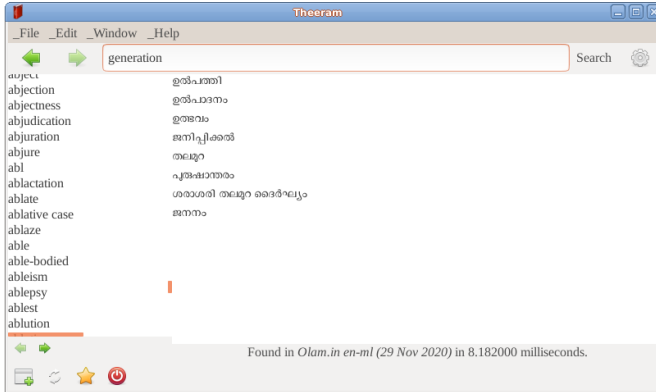 Theeram
_File _Edit _Window _Help
generation Search
abject
abjection
abjectness
abjudication
abjuration
abjure
abl
ablactation
ablate
ablative case
ablaze
able
able-bodied
ableism
ablepsy
ablest
ablution
ഉൽപത്തി
ഉൽപാദനം
ഉത്ഭവം
ജനിപ്പിക്കൽ
തലമുറ
പുരുഷാന്തരം
ശരാശരി തലമുറ ദൈർഘ്യം
ജനനം
Found in Olam.in en-ml (29 Nov 2020) in 8.182000 milliseconds.